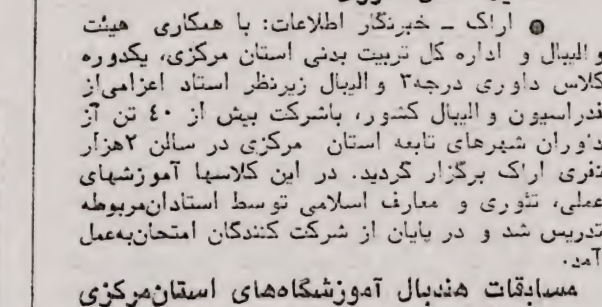 ● اراک ـ خبرنگار اطلاعات: با همکاری هیئت
والیبال و اداره کل تربیت بدنی استان مرکزی، یکدوره
کلاس داوری درجه۳ والیبال زیرنظر استاد اعزامی‌از
فدراسیون والیبال کشور، باشرکت بیش از ۴۰ تن از
داوران شهرهای تابعه استان مرکزی در سالن ۲هزار
نفری اراک برگزار گردید. در این کلاسها آموزشهای
عملی، تئوری و معارف اسلامی توسط استادان‌مربوطه
تدریس شد و در پایان از شرکت کنندگان امتحان‌به‌عمل
آمد.
مسابقات هندبال آموزشگاه‌های استان‌مرکزی